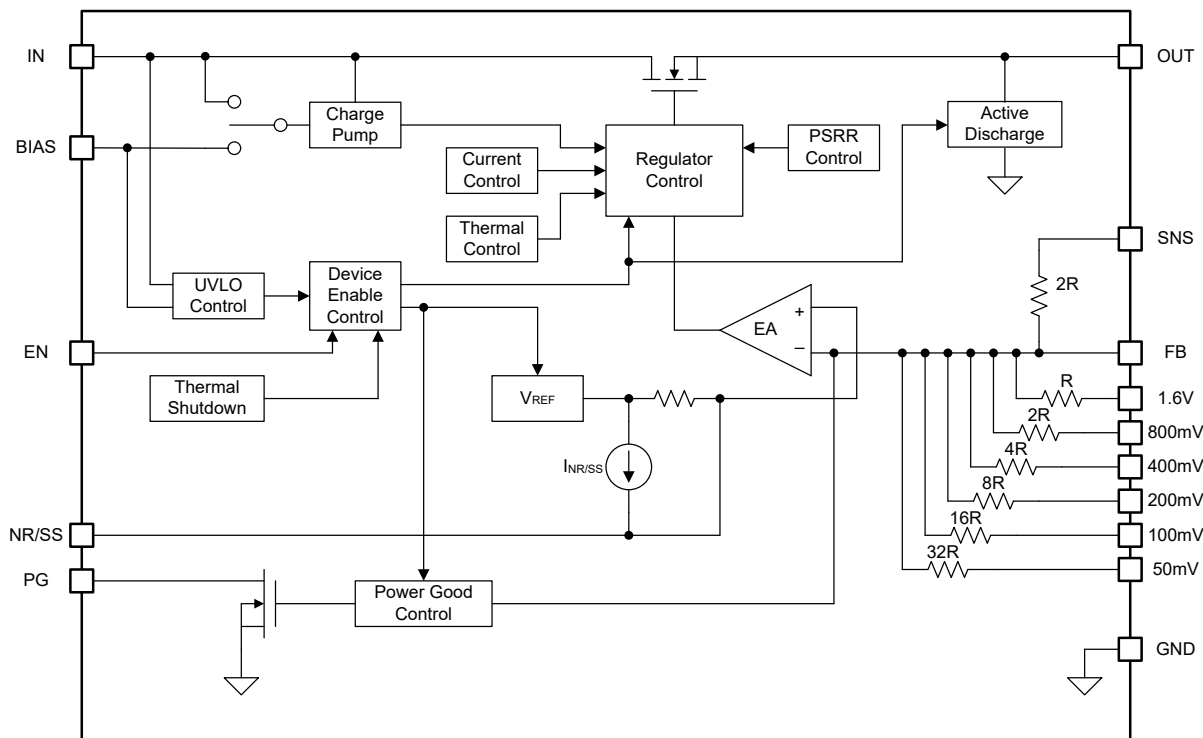 IN
OUT
Charge
Pump
Active
Discharge
BIAS
PSRR
Control
Regulator
Control
Current
Control
Thermal
Control
SNS
2R
UVLO
Control
Device
Enable
Control
EA
+
−
EN
FB
Thermal
Shutdown
VREF
R
1.6V
2R
800mV
4R
400mV
INR/SS
8R
200mV
NR/SS
16R
100mV
32R
50mV
PG
Power Good
Control
GND